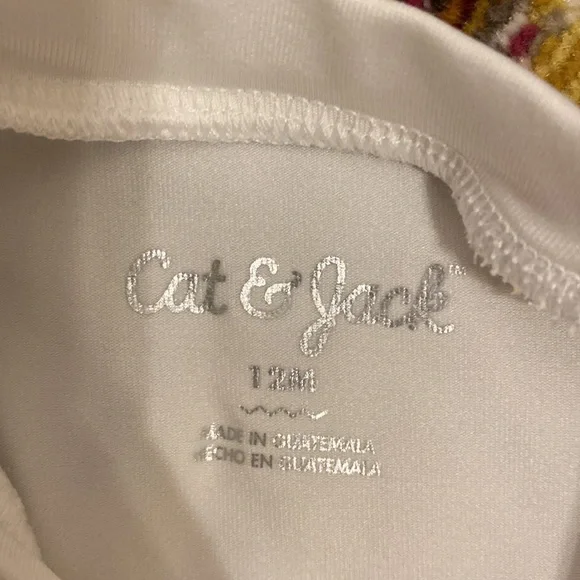 Cat & Jack™
12M
MADE IN GUATEMALA
HECHO EN GUATEMALA